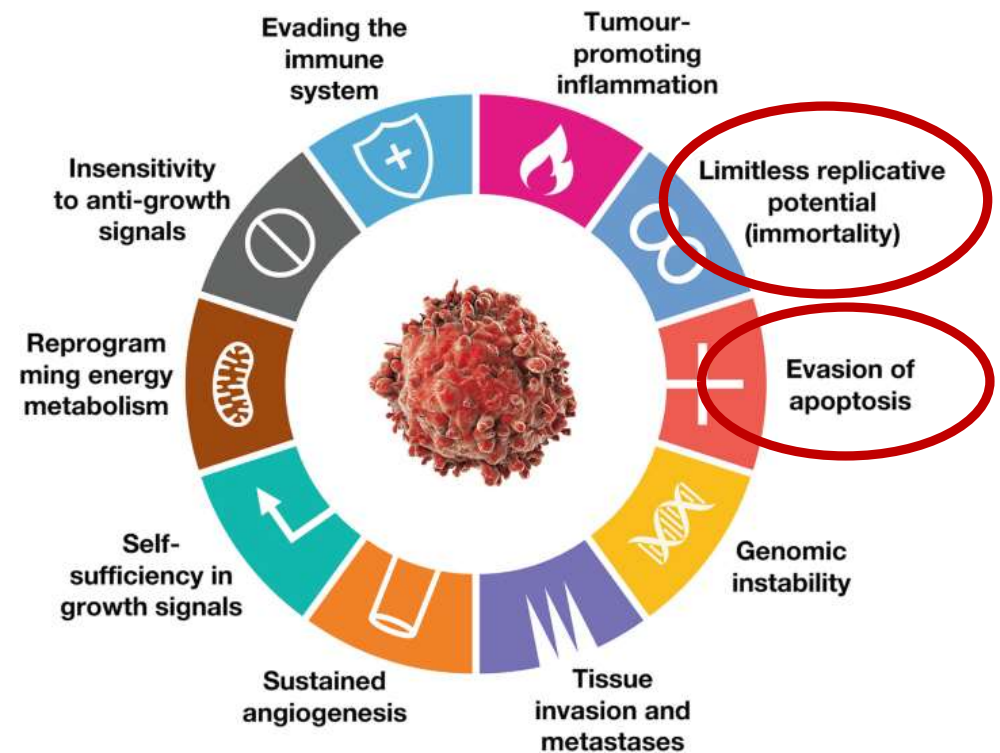 Evading the
immune
system
Tumour-
promoting
inflammation
Limitless replicative
potential
(immortality)
Evasion of
apoptosis
Genomic
instability
Tissue
invasion and
metastases
Sustained
angiogenesis
Self-
sufficiency in
growth signals
Reprogram
ming energy
metabolism
Insensitivity
to anti-growth
signals